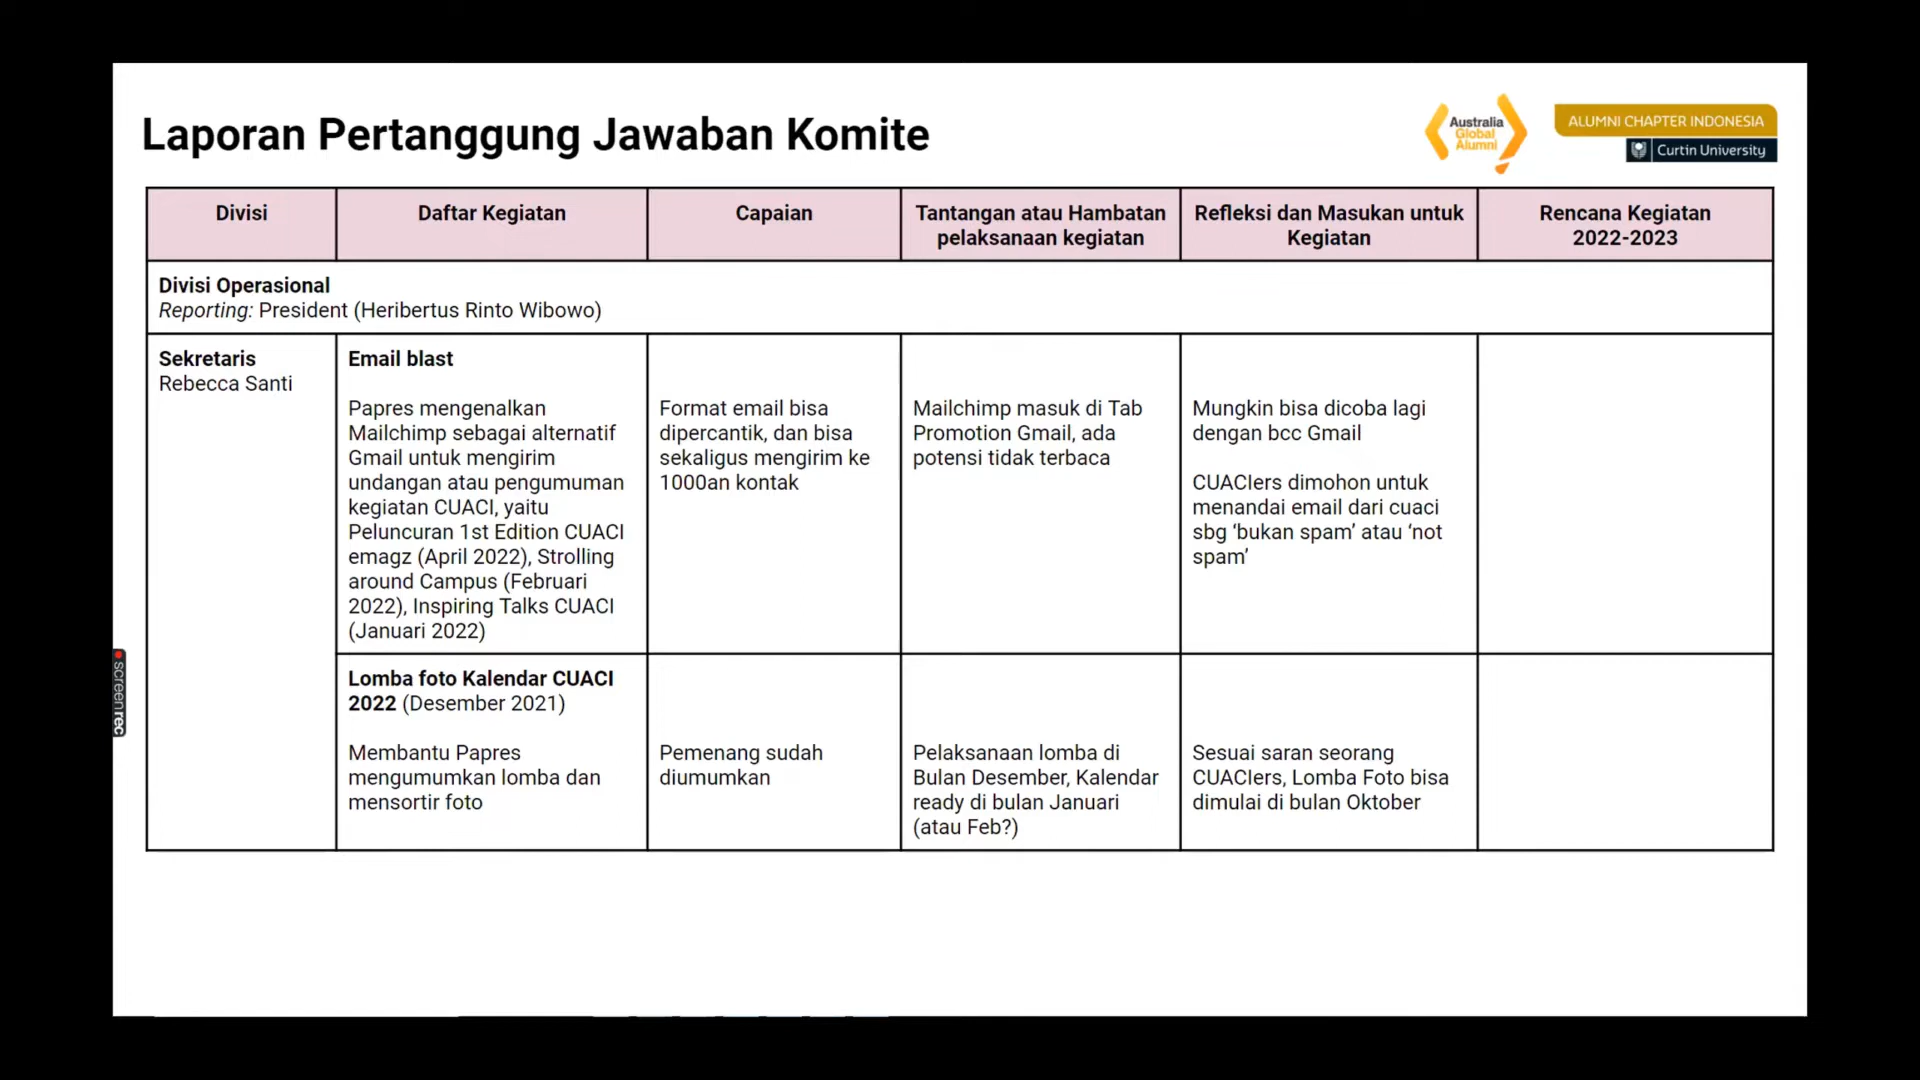 Laporan Pertanggung Jawaban Komite
Australia
Global
Alumni
ALUMNI CHAPTER INDONESIA
Curtin University
Divisi
Daftar Kegiatan
Capaian
Tantangan atau Hambatan
pelaksanaan kegiatan
Refleksi dan Masukan untuk
Kegiatan
Rencana Kegiatan
2022-2023
Divisi Operasional
Reporting: President (Heribertus Rinto Wibowo)
Sekretaris
Rebecca Santi
Email blast
Papres mengenalkan
Mailchimp sebagai alternatif
Gmail untuk mengirim
undangan atau pengumuman
kegiatan CUACI, yaitu
Peluncuran 1st Edition CUACI
emagz (April 2022), Strolling
around Campus (Februari
2022), Inspiring Talks CUACI
(Januari 2022)
Format email bisa
dipercantik, dan bisa
sekaligus mengirim ke
1000an kontak
Mailchimp masuk di Tab
Promotion Gmail, ada
potensi tidak terbaca
Mungkin bisa dicoba lagi
dengan bcc Gmail
CUACIers dimohon untuk
menandai email dari cuaci
sbg ‘bukan spam’ atau ‘not
spam’
Lomba foto Kalendar CUACI
2022 (Desember 2021)
Membantu Papres
mengumumkan lomba dan
mensortir foto
Pemenang sudah
diumumkan
Pelaksanaan lomba di
Bulan Desember, Kalendar
ready di bulan Januari
(atau Feb?)
Sesuai saran seorang
CUACIers, Lomba Foto bisa
dimulai di bulan Oktober
screenrec